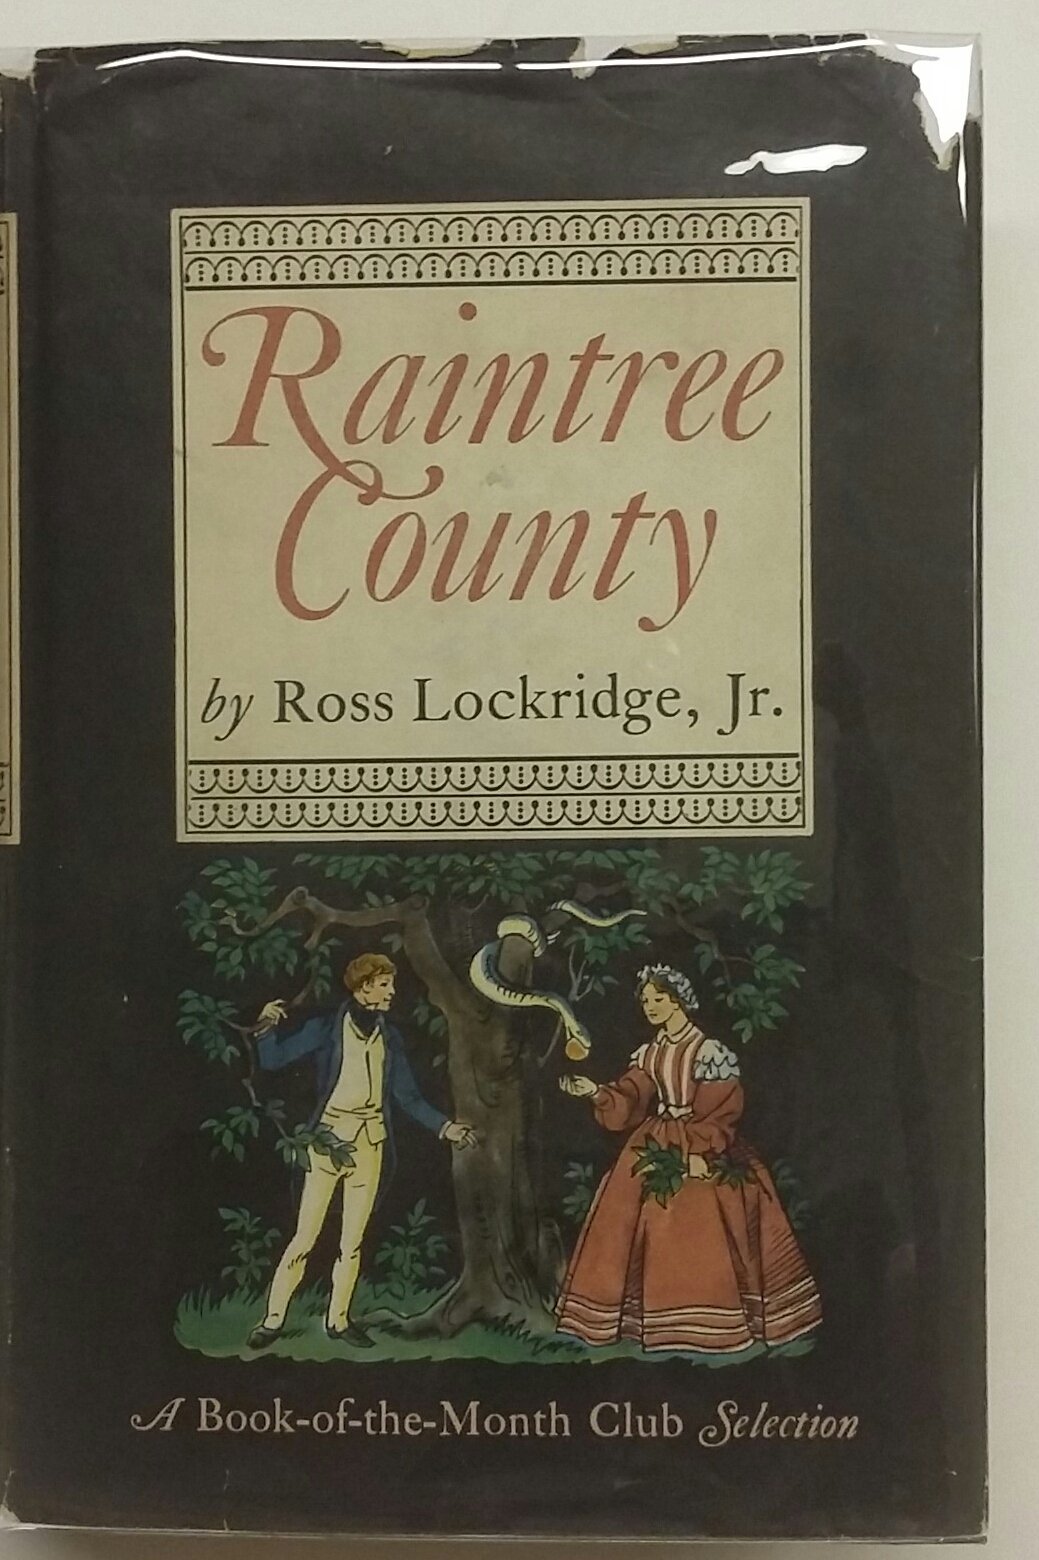 Raintree
County
by Ross Lockridge, Jr.
A Book-of-the-Month Club Selection